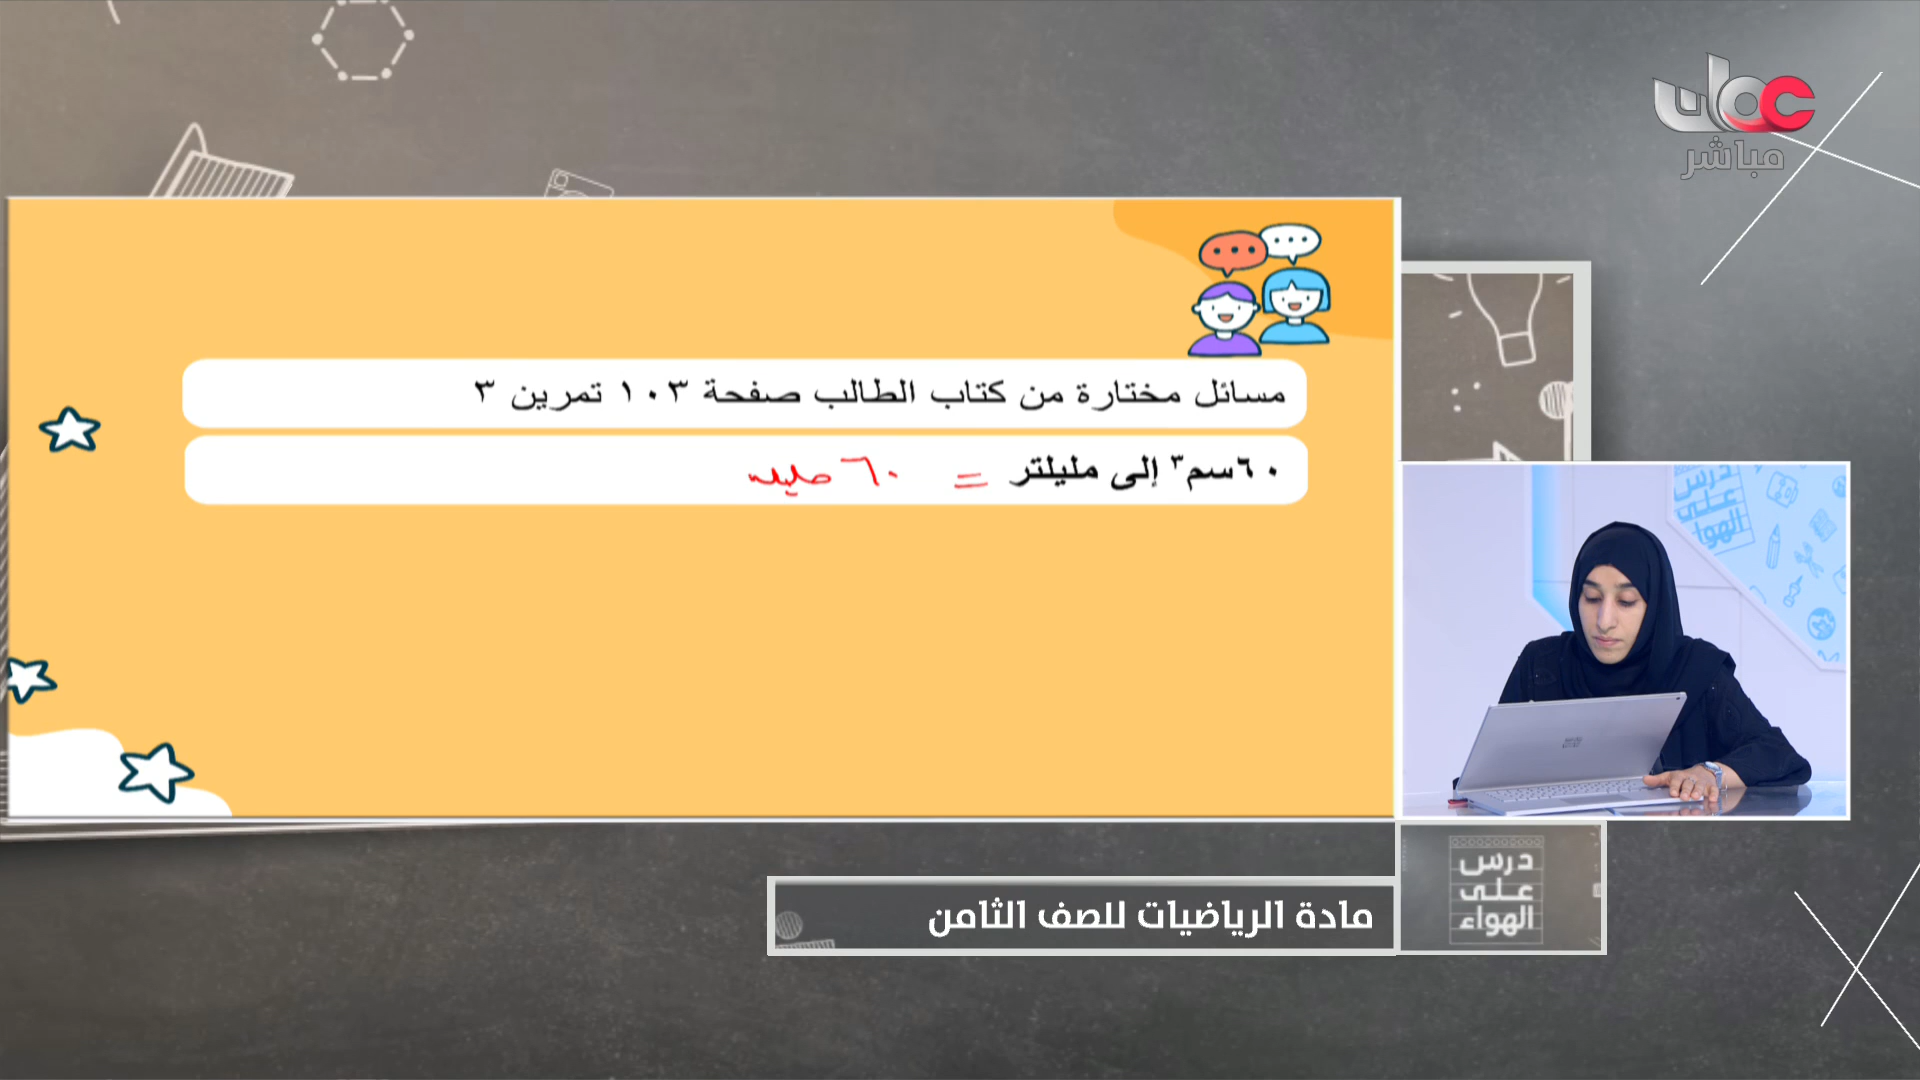 عمان
مباشر
مسائل مختارة من كتاب الطالب صفحة ١٠٣ تمرين ٣
٦٠سم٣ إلى مليلتر = ٦٠
درس
على
الهواء
مادة الرياضيات للصف الثامن
درس
على
الهواء